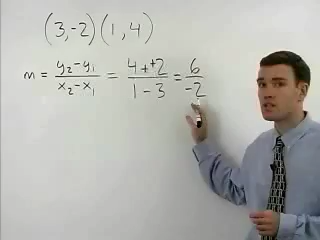 (3,-2) (1,4)
m = y₂-y₁ / x₂-x₁ = 4++2 / 1-3 = 6 / -2